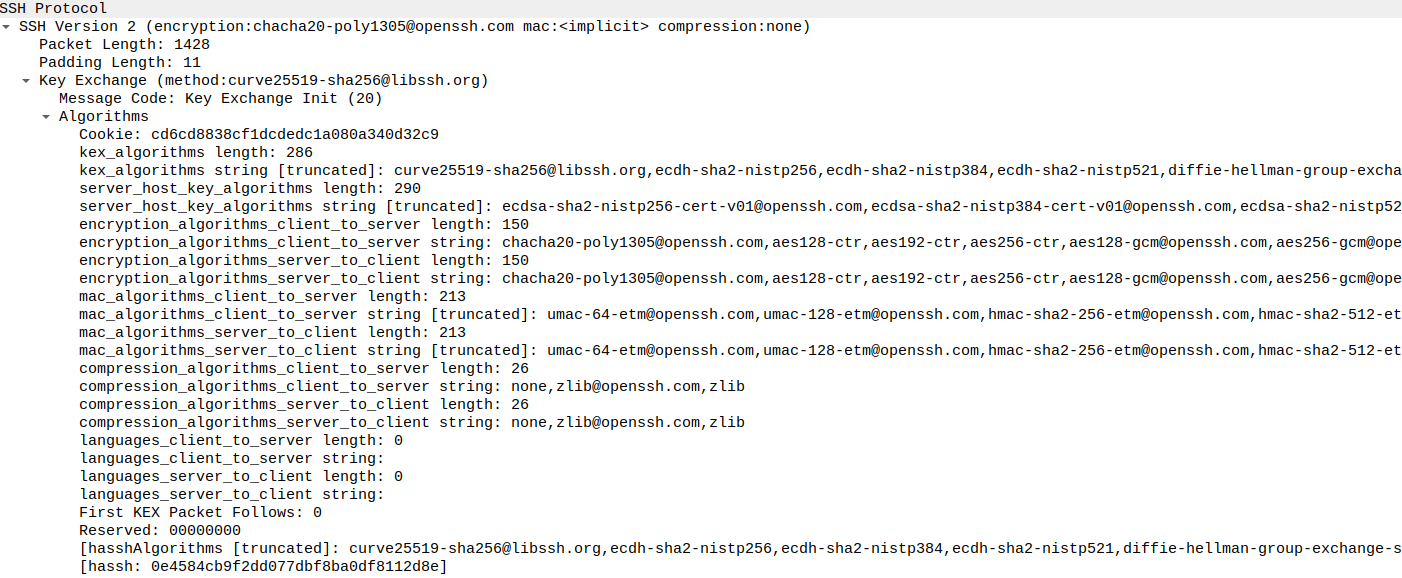 SSH Protocol
SSH Version 2 (encryption:chacha20-poly1305@openssh.com mac:<implicit> compression:none)
Packet Length: 1428
Padding Length: 11
Key Exchange (method:curve25519-sha256@libssh.org)
Message Code: Key Exchange Init (20)
Algorithms
Cookie: cd6cd8838cf1dcdedc1a080a340d32c9
kex_algorithms length: 286
kex_algorithms string [truncated]: curve25519-sha256@libssh.org,ecdh-sha2-nistp256,ecdh-sha2-nistp384,ecdh-sha2-nistp521,diffie-hellman-group-excha
server_host_key_algorithms length: 290
server_host_key_algorithms string [truncated]: ecdsa-sha2-nistp256-cert-v01@openssh.com,ecdsa-sha2-nistp384-cert-v01@openssh.com,ecdsa-sha2-nistp52
encryption_algorithms_client_to_server length: 150
encryption_algorithms_client_to_server string: chacha20-poly1305@openssh.com,aes128-ctr,aes192-ctr,aes256-ctr,aes128-gcm@openssh.com,aes256-gcm@ope
encryption_algorithms_server_to_client length: 150
encryption_algorithms_server_to_client string: chacha20-poly1305@openssh.com,aes128-ctr,aes192-ctr,aes256-ctr,aes128-gcm@openssh.com,aes256-gcm@ope
mac_algorithms_client_to_server length: 213
mac_algorithms_client_to_server string [truncated]: umac-64-etm@openssh.com,umac-128-etm@openssh.com,hmac-sha2-256-etm@openssh.com,hmac-sha2-512-et
mac_algorithms_server_to_client length: 213
mac_algorithms_server_to_client string [truncated]: umac-64-etm@openssh.com,umac-128-etm@openssh.com,hmac-sha2-256-etm@openssh.com,hmac-sha2-512-et
compression_algorithms_client_to_server length: 26
compression_algorithms_client_to_server string: none,zlib@openssh.com,zlib
compression_algorithms_server_to_client length: 26
compression_algorithms_server_to_client string: none,zlib@openssh.com,zlib
languages_client_to_server length: 0
languages_client_to_server string:
languages_server_to_client length: 0
languages_server_to_client string:
First KEX Packet Follows: 0
Reserved: 00000000
[hasshAlgorithms [truncated]: curve25519-sha256@libssh.org,ecdh-sha2-nistp256,ecdh-sha2-nistp384,ecdh-sha2-nistp521,diffie-hellman-group-exchange-s
[hassh: 0e4584cb9f2dd077dbf8ba0df8112d8e]